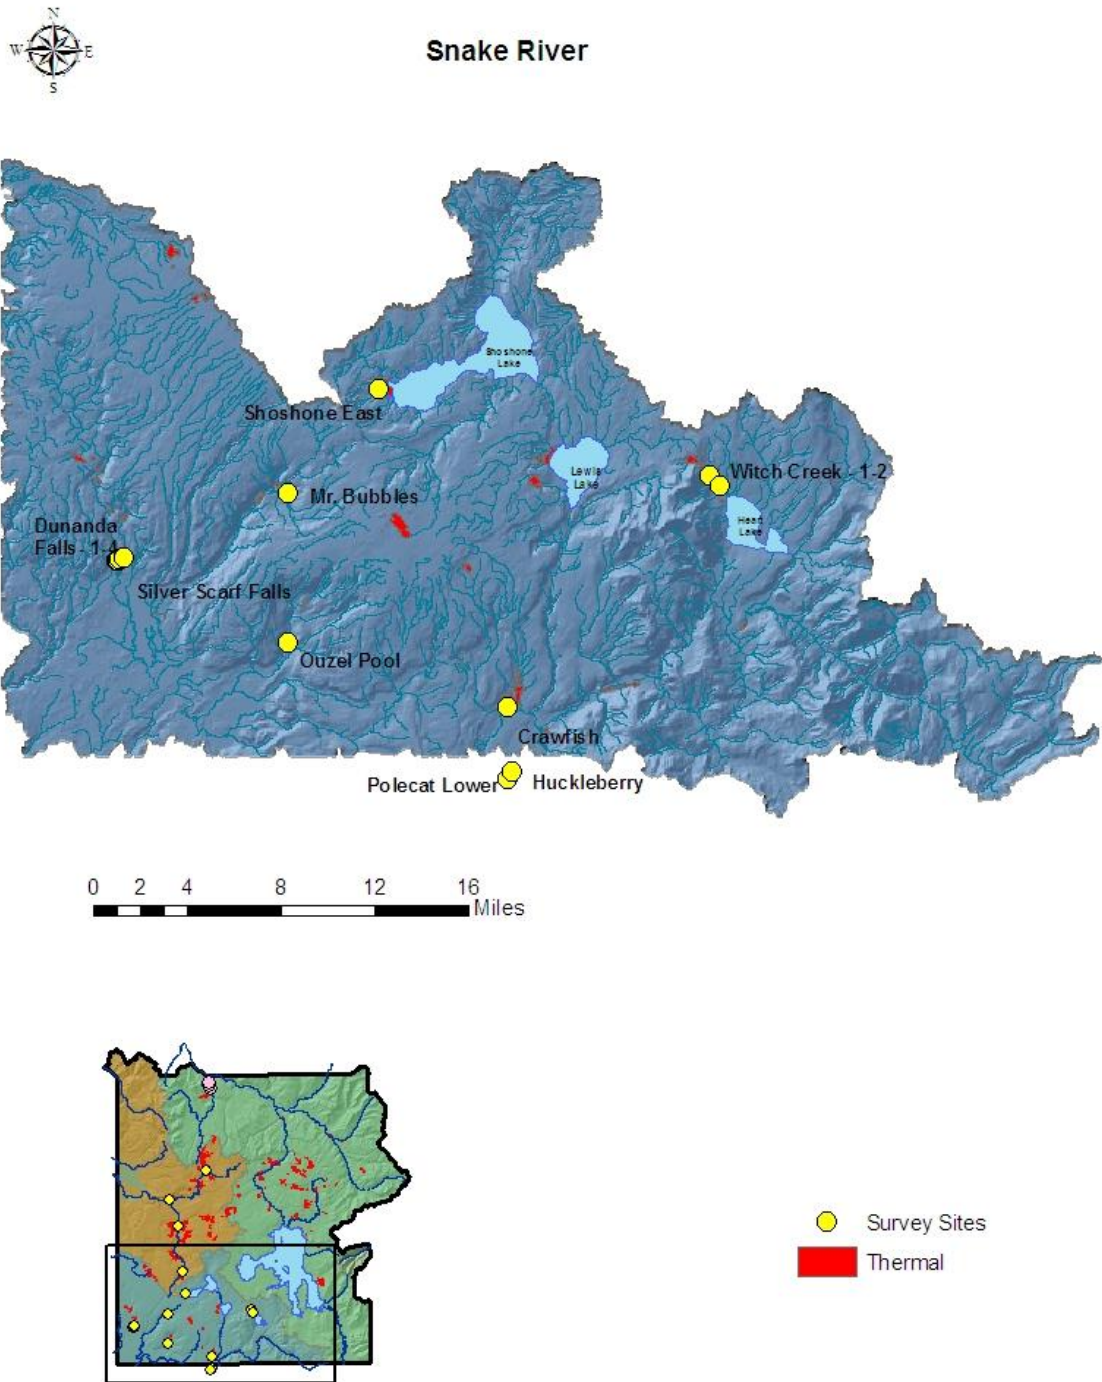 N
W E
S
Snake River
Shoshone
Lake
Shoshone East
Lewis
Lake
Witch Creek - 1-2
Mr. Bubbles
Heart
Lake
Dunanda
Falls - 1-4
Silver Scarf Falls
Ouzel Pool
Crawfish
Polecat Lower
Huckleberry
0 2 4 8 12 16
Miles
Survey Sites
Thermal